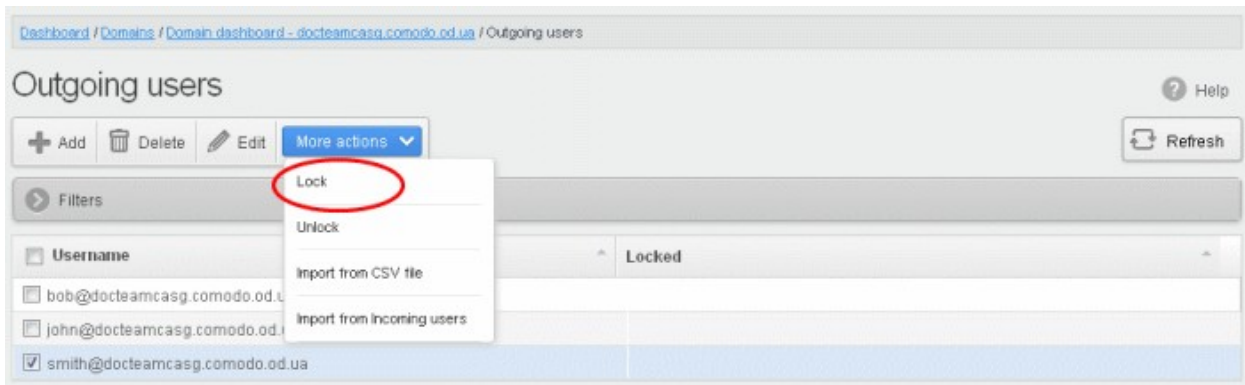 Dashboard / Domains / Domain dashboard - docteamcasg.comodo.od.ua / Outgoing users
Outgoing users
Help
Add Delete Edit More actions
Refresh
Lock
Filters
Unlock
Username Locked
Import from CSV file
bob@docteamcasg.comodo.od.u
Import from Incoming users
john@docteamcasg.comodo.od.
smith@docteamcasg.comodo.od.ua